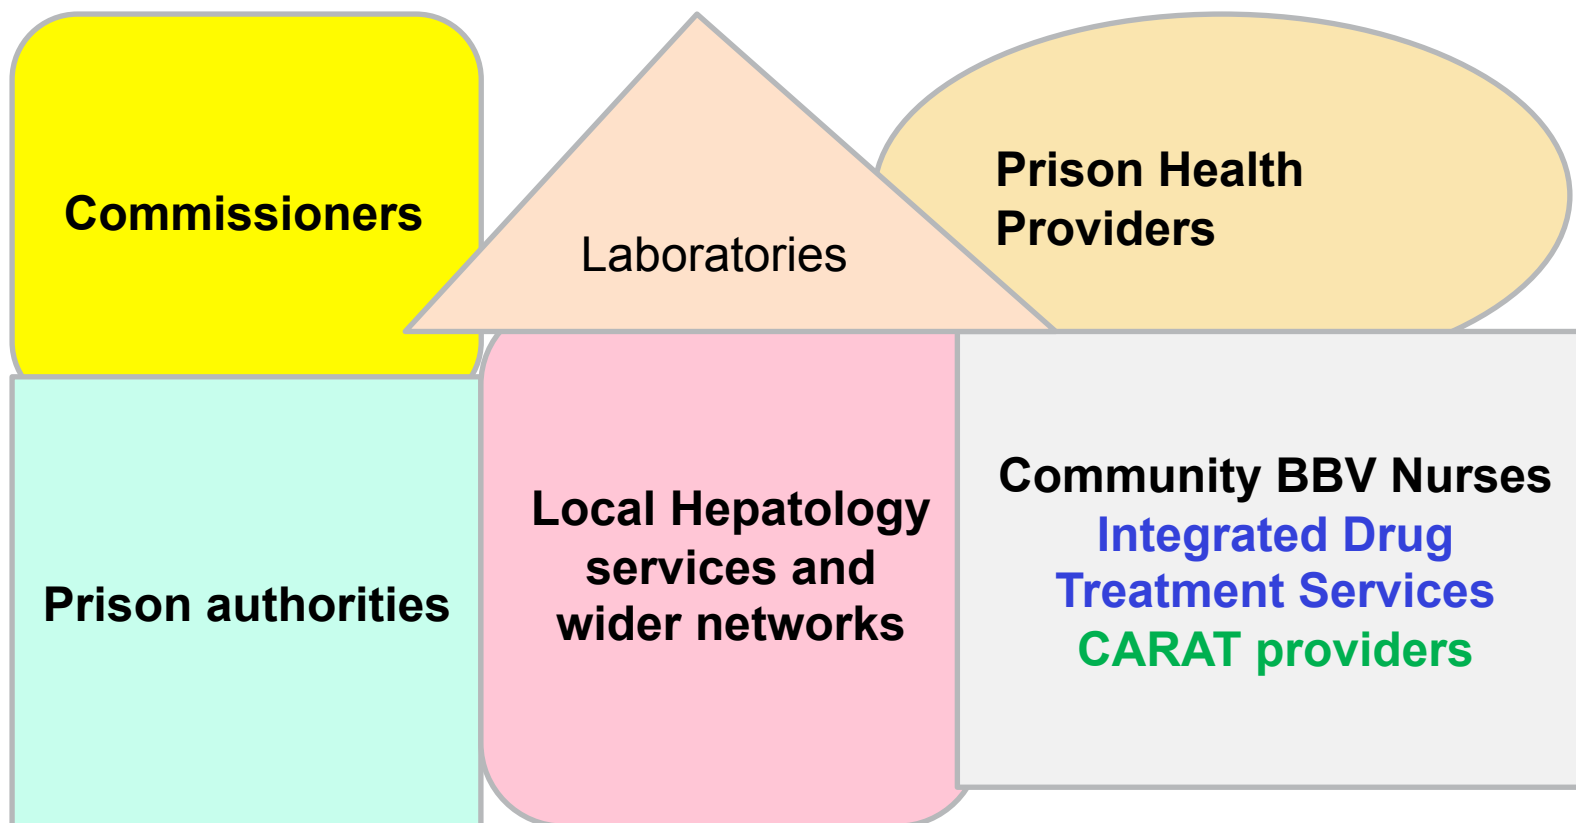 Commissioners
Laboratories
Prison Health
Providers
Prison authorities
Local Hepatology
services and
wider networks
Community BBV Nurses
Integrated Drug
Treatment Services
CARAT providers